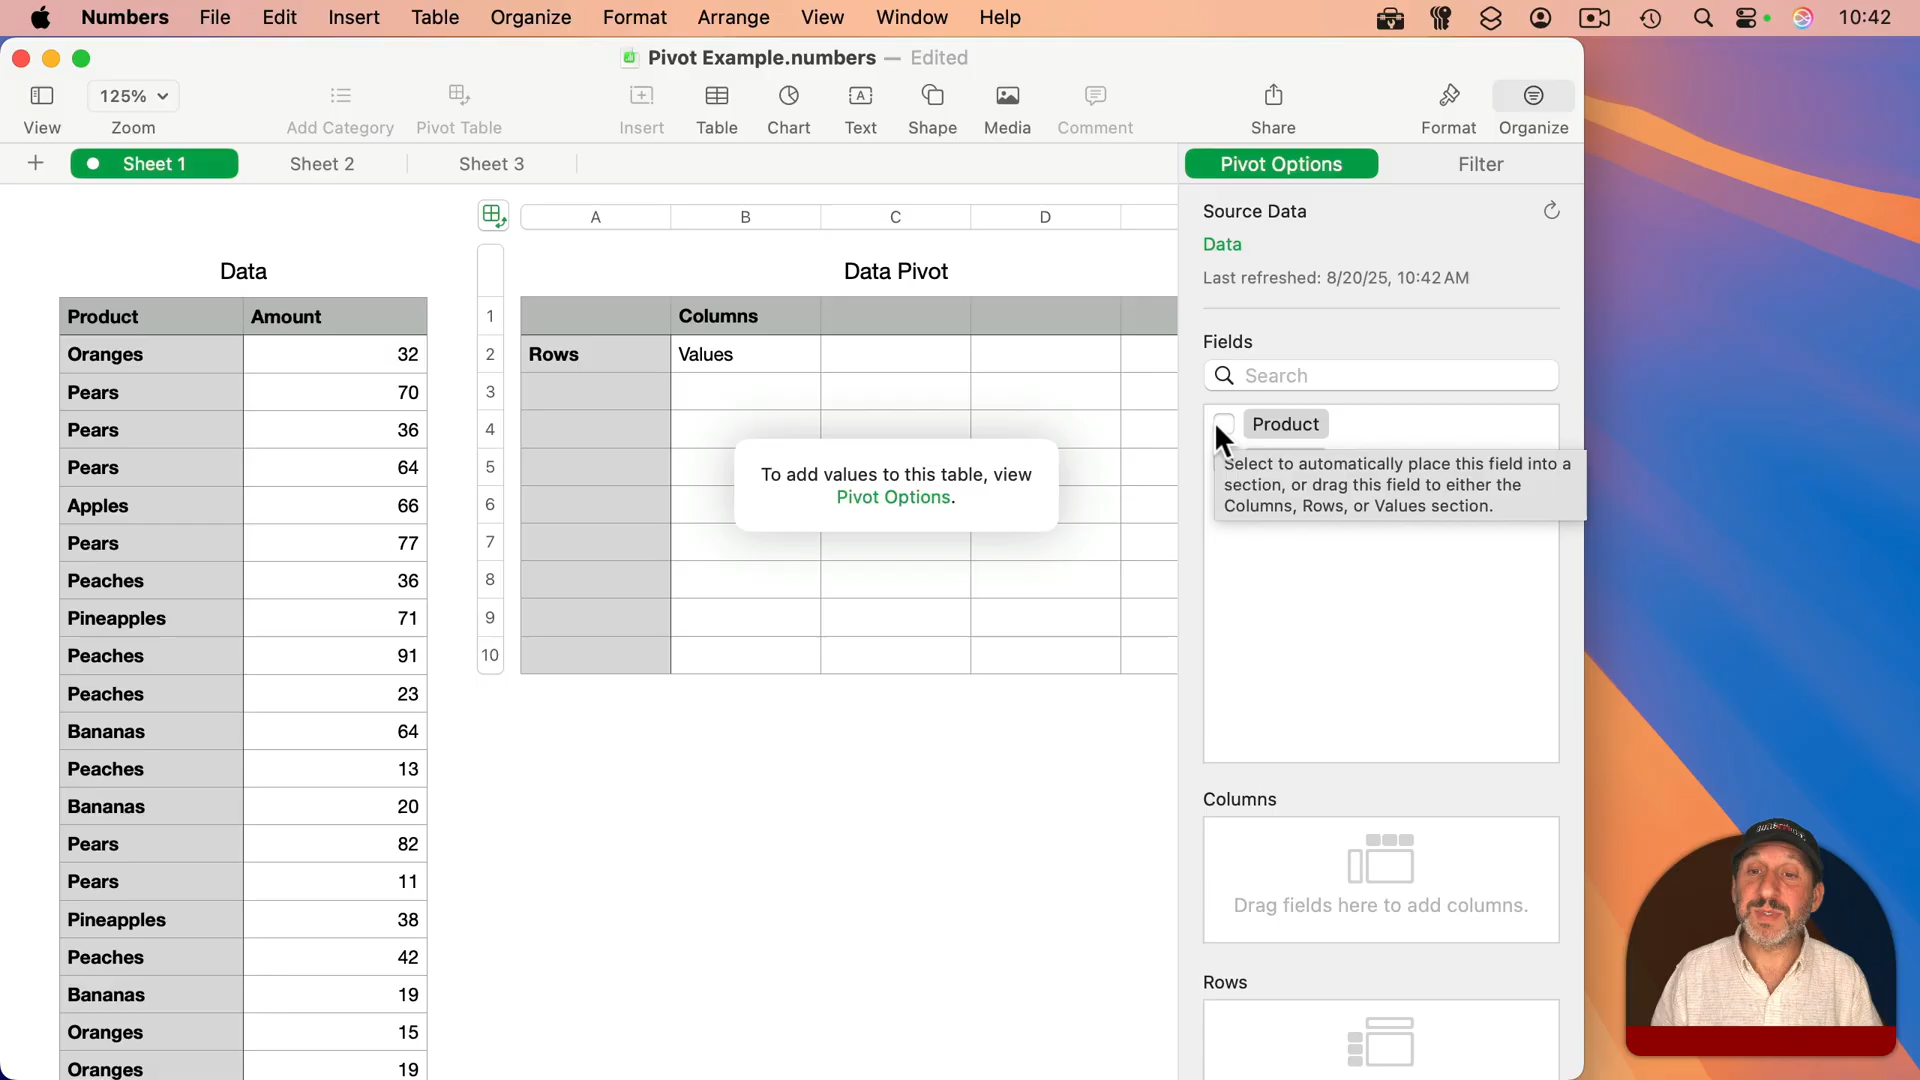 Numbers File Edit Insert Table Organize Format Arrange View Window Help 10:42
Pivot Example.numbers — Edited
125%
View Zoom Add Category Pivot Table Insert Table Chart Text Shape Media Comment Share Format Organize
Sheet 1 Sheet 2 Sheet 3 Pivot Options Filter
Data
Product Amount
Oranges 32
Pears 70
Pears 36
Pears 64
Apples 66
Pears 77
Peaches 36
Pineapples 71
Peaches 91
Peaches 23
Bananas 64
Peaches 13
Bananas 20
Pears 82
Pears 11
Pineapples 38
Peaches 42
Bananas 19
Oranges 15
Oranges 19
A B C D
Data Pivot
1 Columns
2 Rows Values
3
4
5
6
7
8
9
10
To add values to this table, view
Pivot Options.
Source Data
Data
Last refreshed: 8/20/25, 10:42 AM
Fields
Search
Product
Select to automatically place this field into a
section, or drag this field to either the
Columns, Rows, or Values section.
Columns
Drag fields here to add columns.
Rows